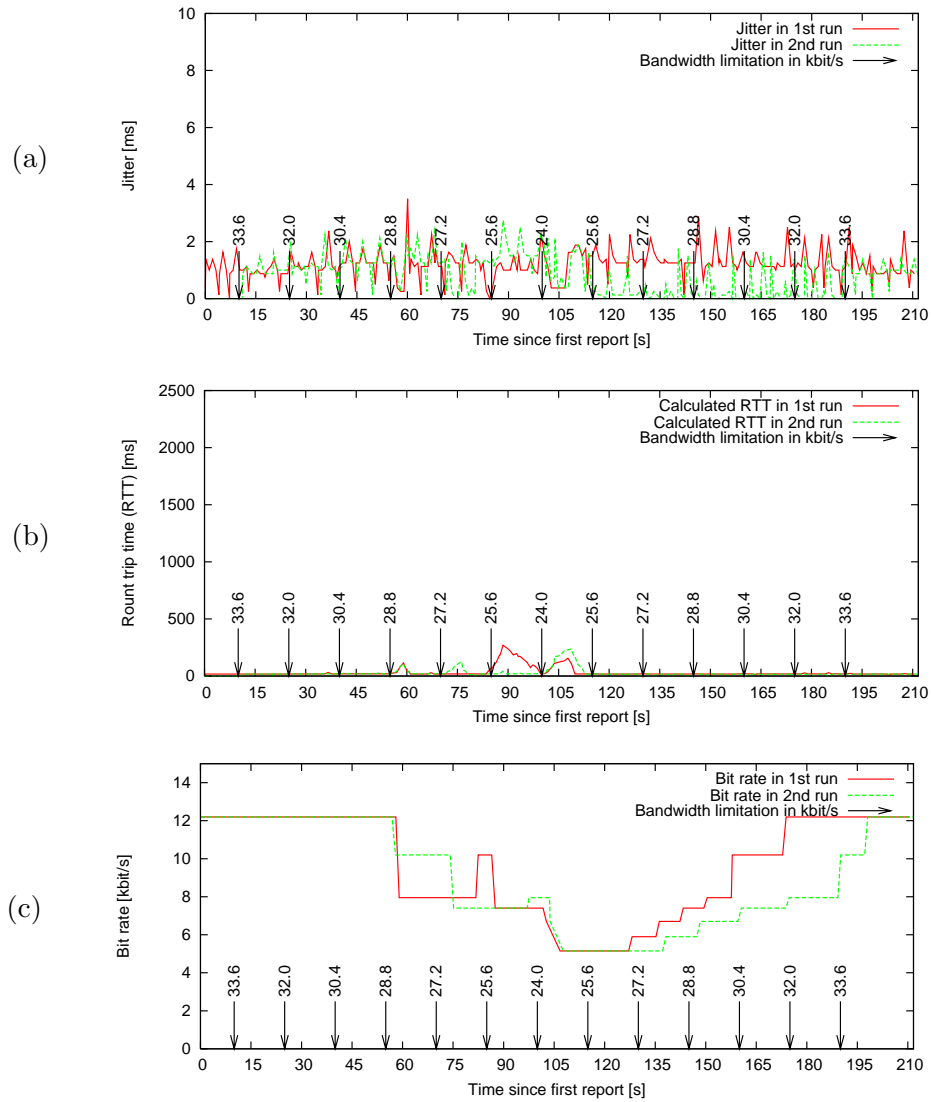 (a)
Jitter [ms]
10
8
6
4
2
0
Jitter in 1st run
Jitter in 2nd run
Bandwidth limitation in kbit/s
33.6 32.0 30.4 28.8 27.2 25.6 24.0 25.6 27.2 28.8 30.4 32.0 33.6
0 15 30 45 60 75 90 105 120 135 150 165 180 195 210
Time since first report [s]
(b)
Rount trip time (RTT) [ms]
2500
2000
1500
1000
500
0
Calculated RTT in 1st run
Calculated RTT in 2nd run
Bandwidth limitation in kbit/s
33.6 32.0 30.4 28.8 27.2 25.6 24.0 25.6 27.2 28.8 30.4 32.0 33.6
0 15 30 45 60 75 90 105 120 135 150 165 180 195 210
Time since first report [s]
(c)
Bit rate [kbit/s]
14
12
10
8
6
4
2
0
Bit rate in 1st run
Bit rate in 2nd run
Bandwidth limitation in kbit/s
33.6 32.0 30.4 28.8 27.2 25.6 24.0 25.6 27.2 28.8 30.4 32.0 33.6
0 15 30 45 60 75 90 105 120 135 150 165 180 195 210
Time since first report [s]